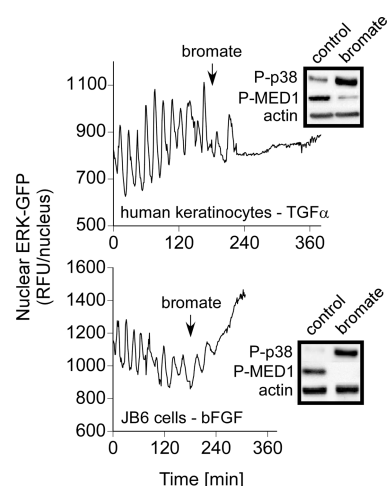 bromate
control
bromate
P-p38
P-MED1
actin
1100
900
700
500
human keratinocytes - TGFα
0
120
240
360
Nuclear ERK-GFP
(RFU/nucleus)
1600
1400
1200
1000
800
600
bromate
control
bromate
P-p38
P-MED1
actin
JB6 cells - bFGF
0
120
240
360
Time [min]